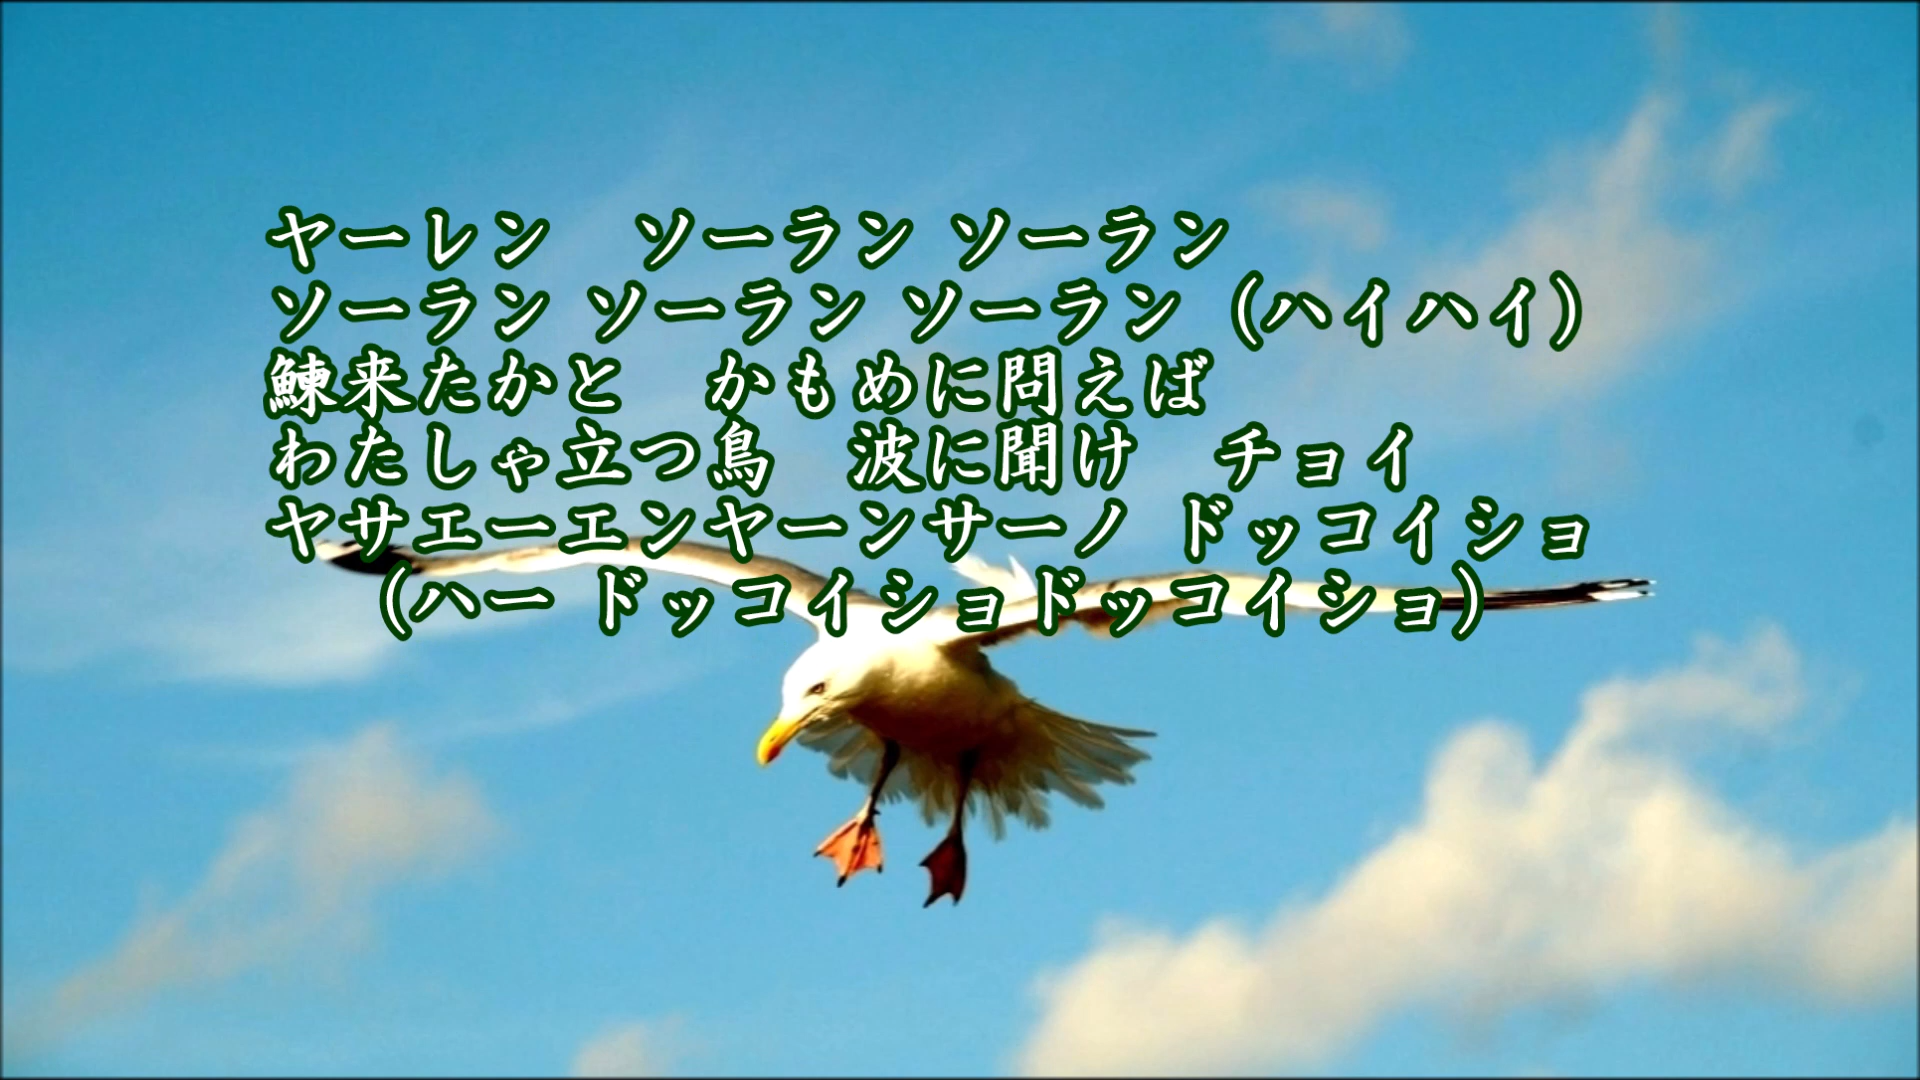 ヤーレン　ソーラン ソーラン
ソーラン ソーラン ソーラン（ハイハイ）
鰊来たかと　かもめに問えば
わたしゃ立つ鳥　波に聞け　チョイ
ヤサエーエンヤーンサーノ ドッコイショ
（ハー ドッコイショドッコイショ）